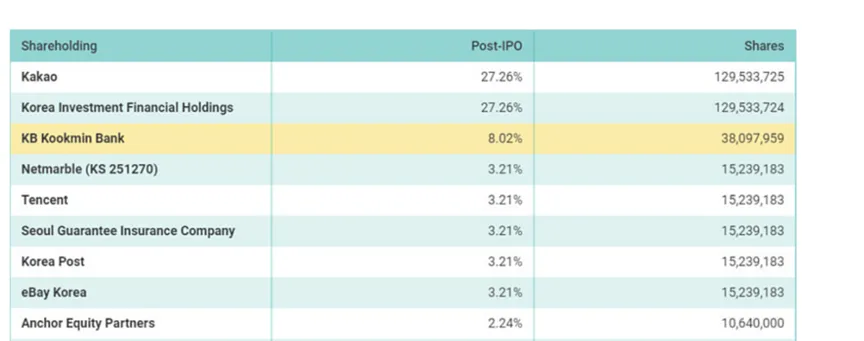 Shareholding Post-IPO Shares
Kakao 27.26% 129,533,725
Korea Investment Financial Holdings 27.26% 129,533,724
KB Kookmin Bank 8.02% 38,097,959
Netmarble (KS 251270) 3.21% 15,239,183
Tencent 3.21% 15,239,183
Seoul Guarantee Insurance Company 3.21% 15,239,183
Korea Post 3.21% 15,239,183
eBay Korea 3.21% 15,239,183
Anchor Equity Partners 2.24% 10,640,000